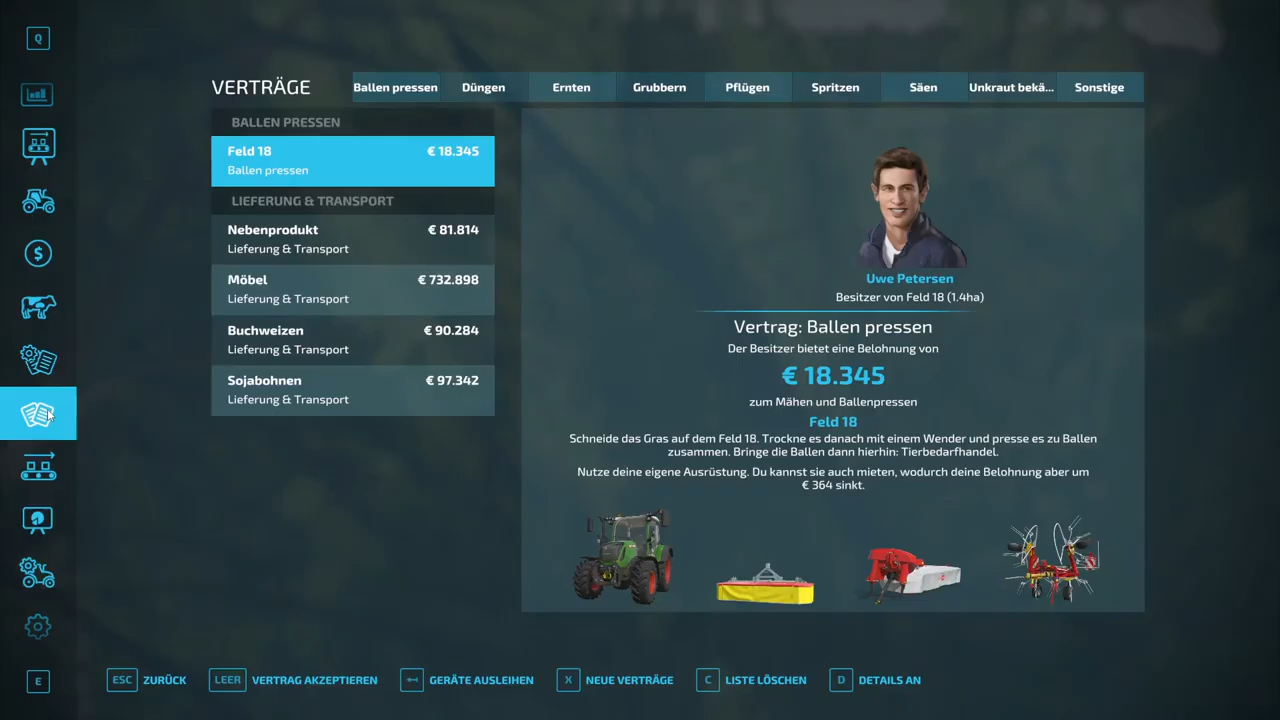 Q
VERTRÄGE
Ballen pressen
Düngen
Ernten
Grubbern
Pflügen
Spritzen
Säen
Unkraut bekä...
Sonstige
BALLEN PRESSEN
Feld 18 € 18.345
Ballen pressen
LIEFERUNG & TRANSPORT
Nebenprodukt € 81.814
Lieferung & Transport
Möbel € 732.898
Lieferung & Transport
Buchweizen € 90.284
Lieferung & Transport
Sojabohnen € 97.342
Lieferung & Transport
Uwe Petersen
Besitzer von Feld 18 (1.4ha)
Vertrag: Ballen pressen
Der Besitzer bietet eine Belohnung von
€ 18.345
zum Mähen und Ballenpressen
Feld 18
Schneide das Gras auf dem Feld 18. Trockne es danach mit einem Wender und presse es zu Ballen
zusammen. Bringe die Ballen dann hierhin: Tierbedarfhandel.
Nutze deine eigene Ausrüstung. Du kannst sie auch mieten, wodurch deine Belohnung aber um
€ 364 sinkt.
E
ESC ZURÜCK
LEER VERTRAG AKZEPTIEREN
GERÄTE AUSLEIHEN
X NEUE VERTRÄGE
C LISTE LÖSCHEN
D DETAILS AN